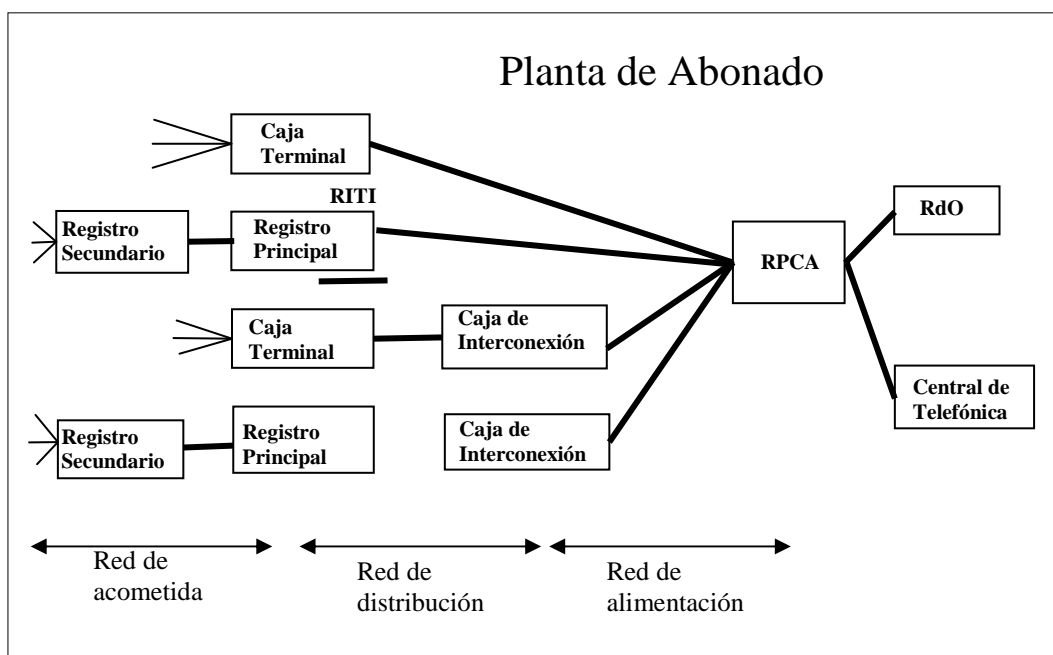 Planta de Abonado
Caja
Terminal
RITI
Registro
Secundario
Registro
Principal
RPCA
RdO
Caja
Terminal
Caja de
Interconexión
Central de
Telefónica
Registro
Secundario
Registro
Principal
Caja de
Interconexión
Red de
acometida
Red de
distribución
Red de
alimentación